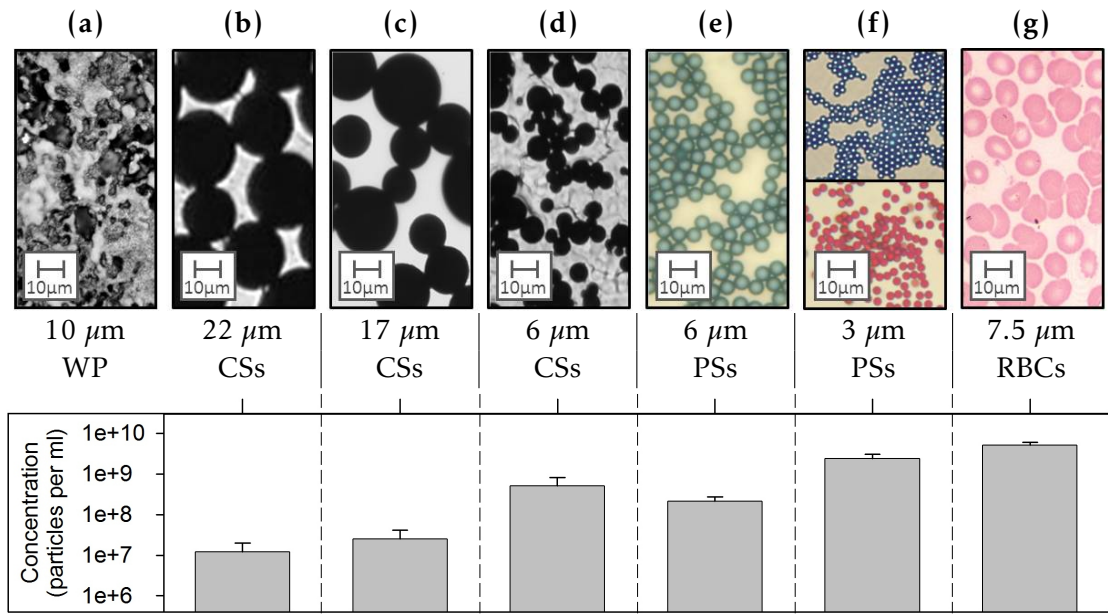 (a) (b) (c) (d) (e) (f) (g)
10μm 10μm 10μm 10μm 10μm 10μm 10μm
10 μm 22 μm 17 μm 6 μm 6 μm 3 μm 7.5 μm
WP CSs CSs CSs PSs PSs RBCs
Concentration
(particles per ml)
1e+10
1e+9
1e+8
1e+7
1e+6